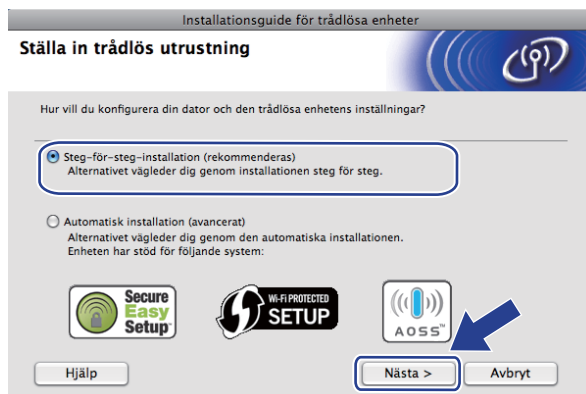 Installationsguide för trådlösa enheter
Ställa in trådlös utrustning
Hur vill du konfigurera din dator och den trådlösa enhetens inställningar?
Steg-för-steg-installation (rekommenderas)
Alternativet vägleder dig genom installationen steg för steg.
Automatisk installation (avancerat)
Alternativet vägleder dig genom den automatiska installationen.
Enheten har stöd för följande system:
Secure
Easy
Setup™
Wi-Fi PROTECTED
SETUP
AOSS™
Hjälp
Nästa >
Avbryt